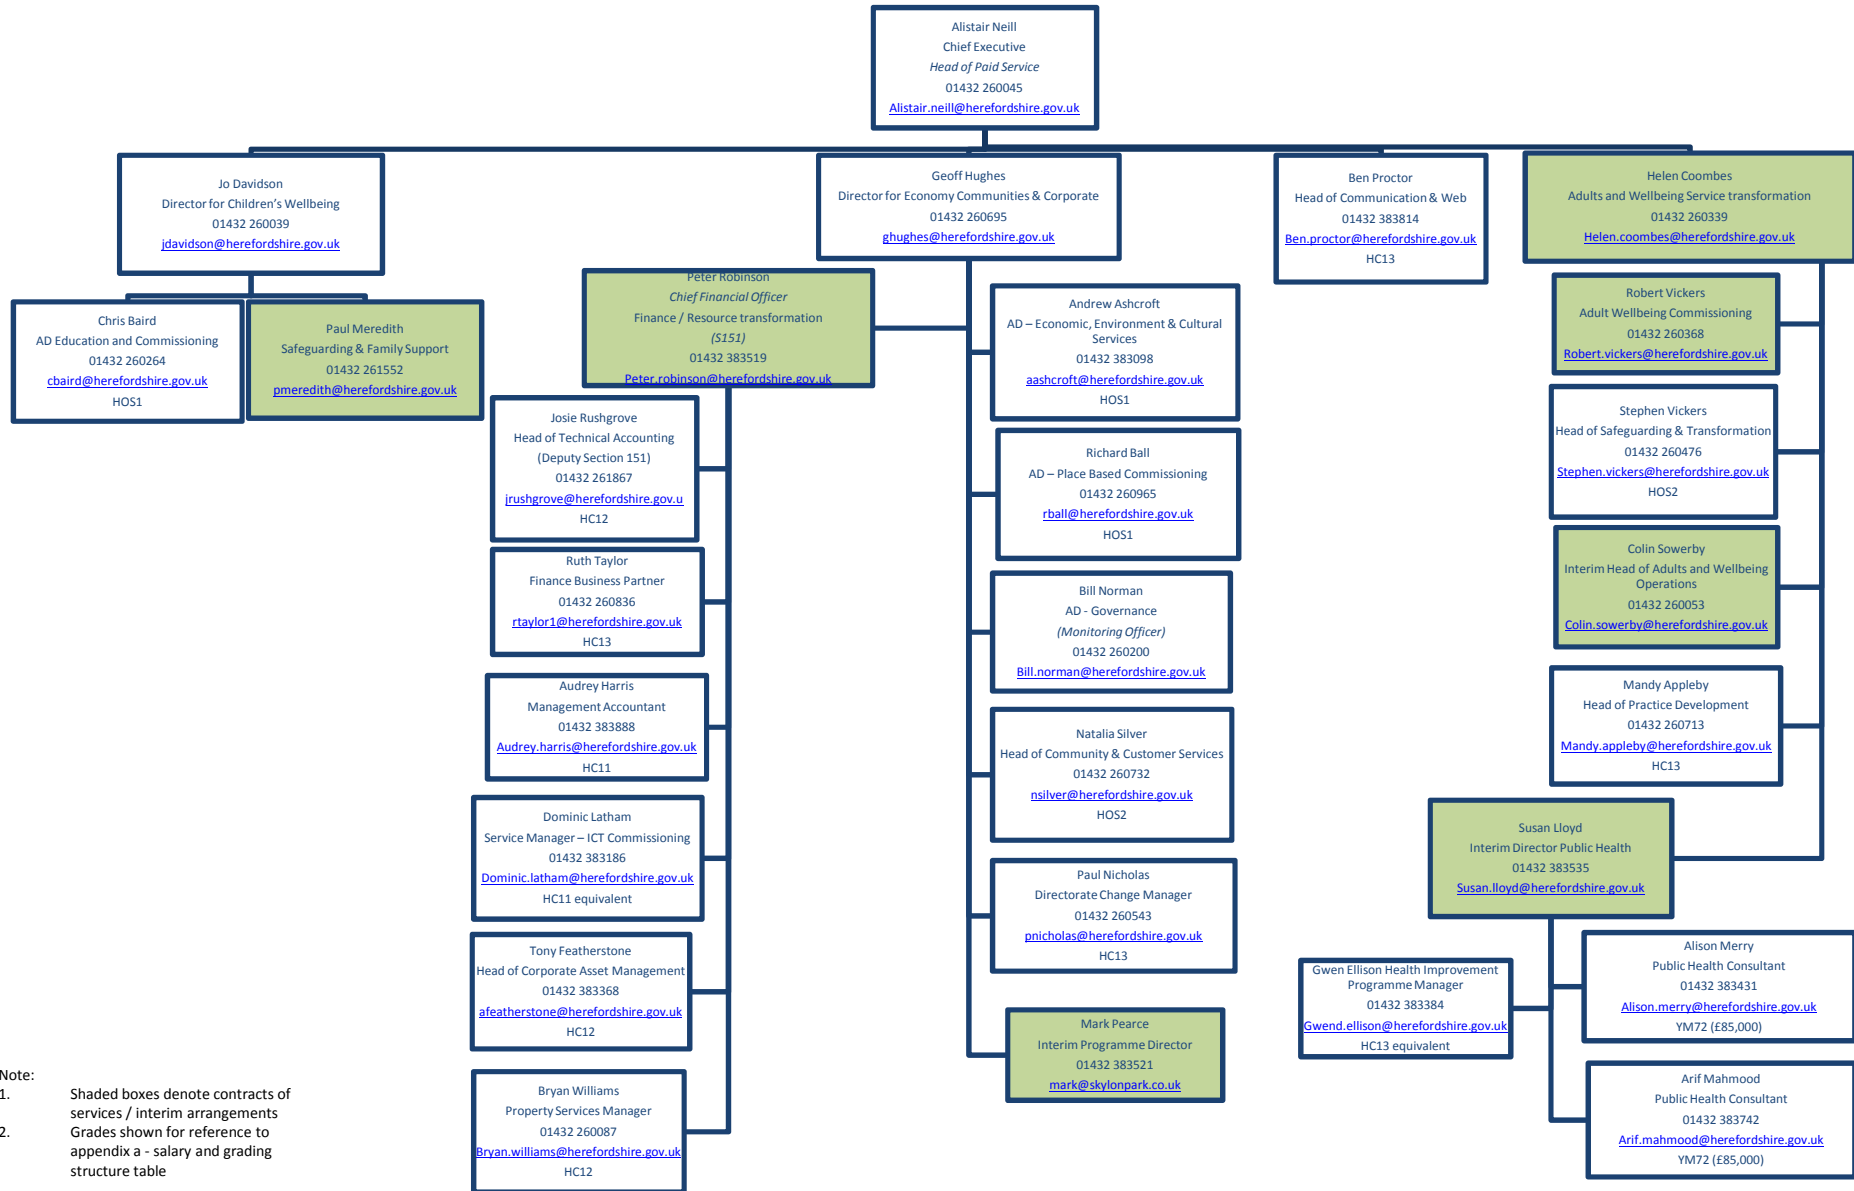 Alistair Neill
Chief Executive
Head of Paid Service
01432 260045
Alistair.neill@herefordshire.gov.uk
Jo Davidson
Director for Children's Wellbeing
01432 260039
jdavidson@herefordshire.gov.uk
Geoff Hughes
Director for Economy Communities & Corporate
01432 260695
ghughes@herefordshire.gov.uk
Ben Proctor
Head of Communication & Web
01432 383814
Ben.proctor@herefordshire.gov.uk
HC13
Helen Coombes
Adults and Wellbeing Service transformation
01432 260339
Helen.coombes@herefordshire.gov.uk
Chris Baird
AD Education and Commissioning
01432 260264
cbaird@herefordshire.gov.uk
HOS1
Paul Meredith
Safeguarding & Family Support
01432 261552
pmeredith@herefordshire.gov.uk
Peter Robinson
Chief Financial Officer
Finance / Resource transformation
(S151)
01432 383519
Peter.robinson@herefordshire.gov.uk
Josie Rushgrove
Head of Technical Accounting
(Deputy Section 151)
01432 261867
jrushgrove@herefordshire.gov.u
HC12
Ruth Taylor
Finance Business Partner
01432 260836
rtaylor1@herefordshire.gov.uk
HC13
Audrey Harris
Management Accountant
01432 383888
Audrey.harris@herefordshire.gov.uk
HC11
Dominic Latham
Service Manager – ICT Commissioning
01432 383186
Dominic.latham@herefordshire.gov.uk
HC11 equivalent
Tony Featherstone
Head of Corporate Asset Management
01432 383368
afeatherstone@herefordshire.gov.uk
HC12
Bryan Williams
Property Services Manager
01432 260087
Bryan.williams@herefordshire.gov.uk
HC12
Andrew Ashcroft
AD – Economic, Environment & Cultural
Services
01432 383098
aashcroft@herefordshire.gov.uk
HOS1
Richard Ball
AD – Place Based Commissioning
01432 260965
rball@herefordshire.gov.uk
HOS1
Bill Norman
AD - Governance
(Monitoring Officer)
01432 260200
Bill.norman@herefordshire.gov.uk
Natalia Silver
Head of Community & Customer Services
01432 260732
nsilver@herefordshire.gov.uk
HOS2
Paul Nicholas
Directorate Change Manager
01432 260543
pnicholas@herefordshire.gov.uk
HC13
Mark Pearce
Interim Programme Director
01432 383521
mark@skylonpark.co.uk
Robert Vickers
Adult Wellbeing Commissioning
01432 260368
Robert.vickers@herefordshire.gov.uk
Stephen Vickers
Head of Safeguarding & Transformation
01432 260476
Stephen.vickers@herefordshire.gov.uk
HOS2
Colin Sowerby
Interim Head of Adults and Wellbeing
Operations
01432 260053
Colin.sowerby@herefordshire.gov.uk
Mandy Appleby
Head of Practice Development
01432 260713
Mandy.appleby@herefordshire.gov.uk
HC13
Susan Lloyd
Interim Director Public Health
01432 383535
Susan.lloyd@herefordshire.gov.uk
Gwen Ellison Health Improvement
Programme Manager
01432 383384
Gwend.ellison@herefordshire.gov.uk
HC13 equivalent
Alison Merry
Public Health Consultant
01432 383431
Alison.merry@herefordshire.gov.uk
YM72 (£85,000)
Arif Mahmood
Public Health Consultant
01432 383742
Arif.mahmood@herefordshire.gov.uk
YM72 (£85,000)
Note:
1. Shaded boxes denote contracts of
services / interim arrangements
2. Grades shown for reference to
appendix a - salary and grading
structure table